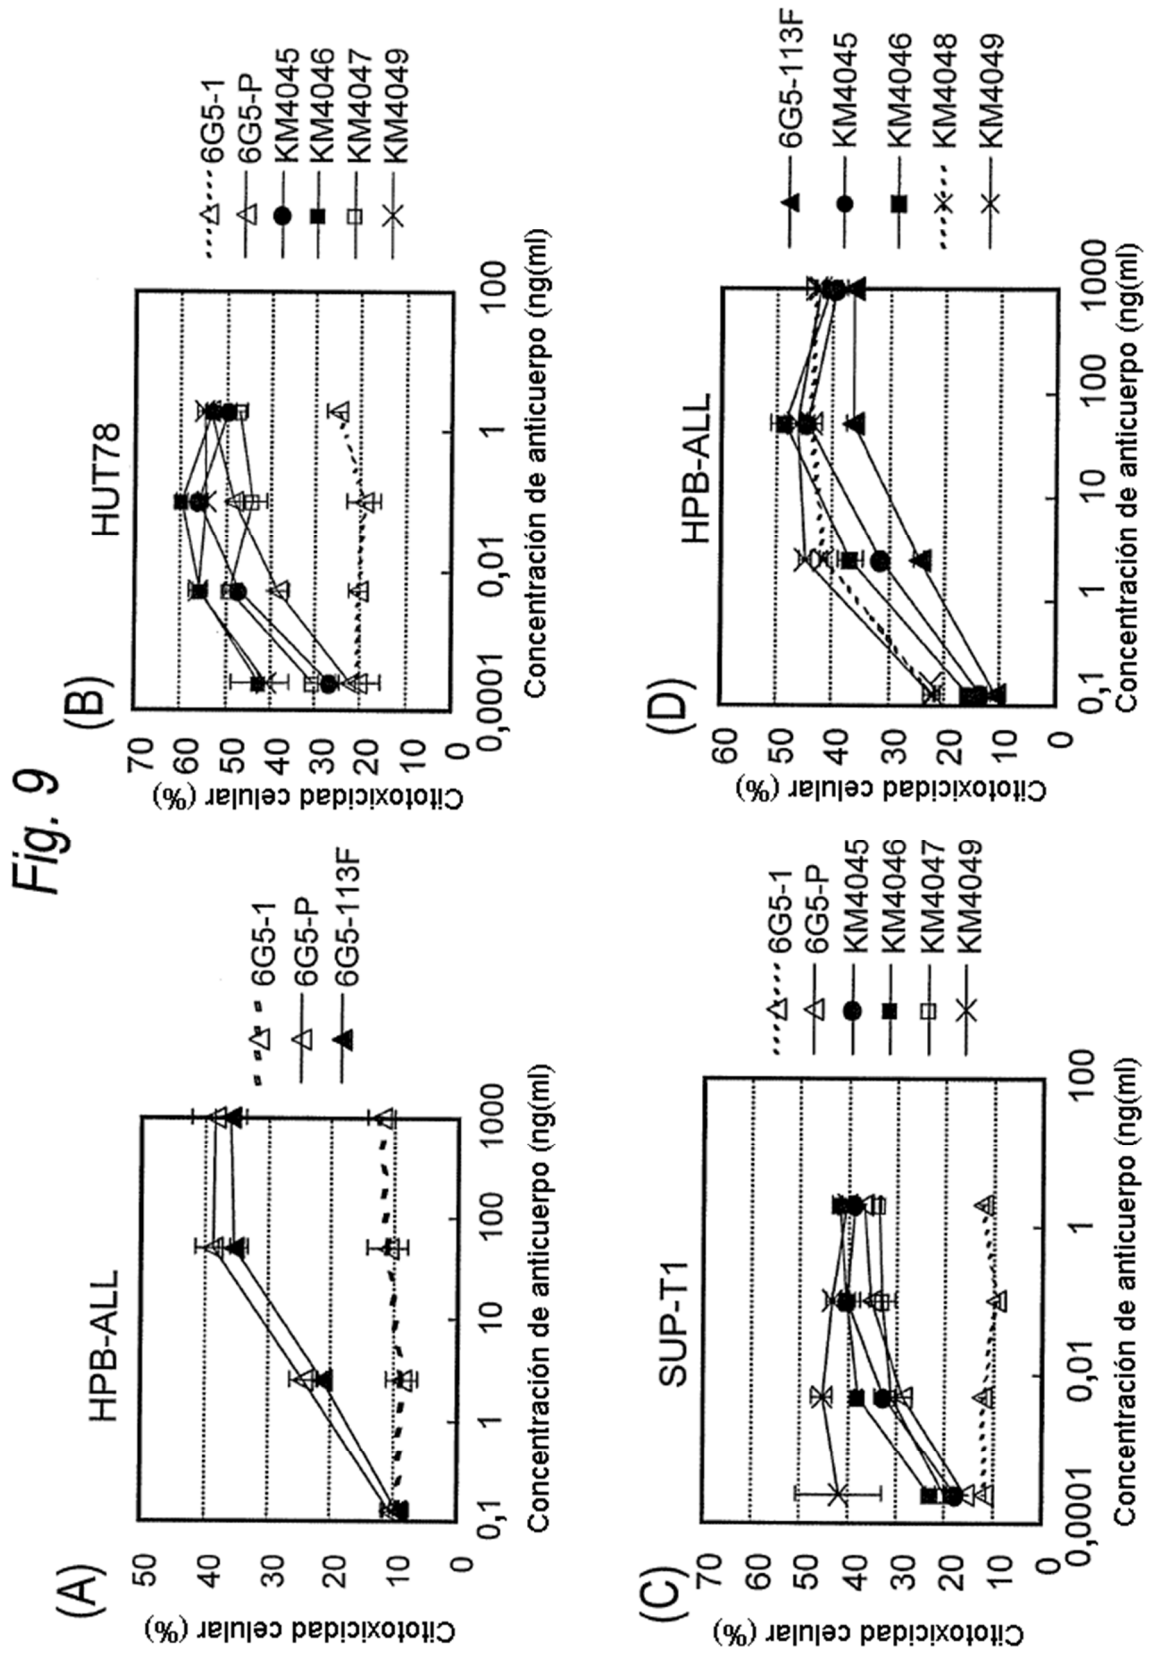 Fig. 9
(A)
HPB-ALL
Citotoxicidad celular (%)
50
40
30
20
10
0
0,1
1
10
100
1000
Concentración de anticuerpo (ng(ml)
6G5-1
6G5-P
6G5-113F
(B)
HUT78
Citotoxicidad celular (%)
70
60
50
40
30
20
10
0
0,0001
0,01
1
100
Concentración de anticuerpo (ng(ml)
6G5-1
6G5-P
KM4045
KM4046
KM4047
KM4049
(C)
SUP-T1
Citotoxicidad celular (%)
70
60
50
40
30
20
10
0
0,0001
0,01
1
100
Concentración de anticuerpo (ng(ml)
6G5-1
6G5-P
KM4045
KM4046
KM4047
KM4049
(D)
HPB-ALL
Citotoxicidad celular (%)
60
50
40
30
20
10
0
0,1
1
10
100
1000
Concentración de anticuerpo (ng(ml)
6G5-113F
KM4045
KM4046
KM4048
KM4049